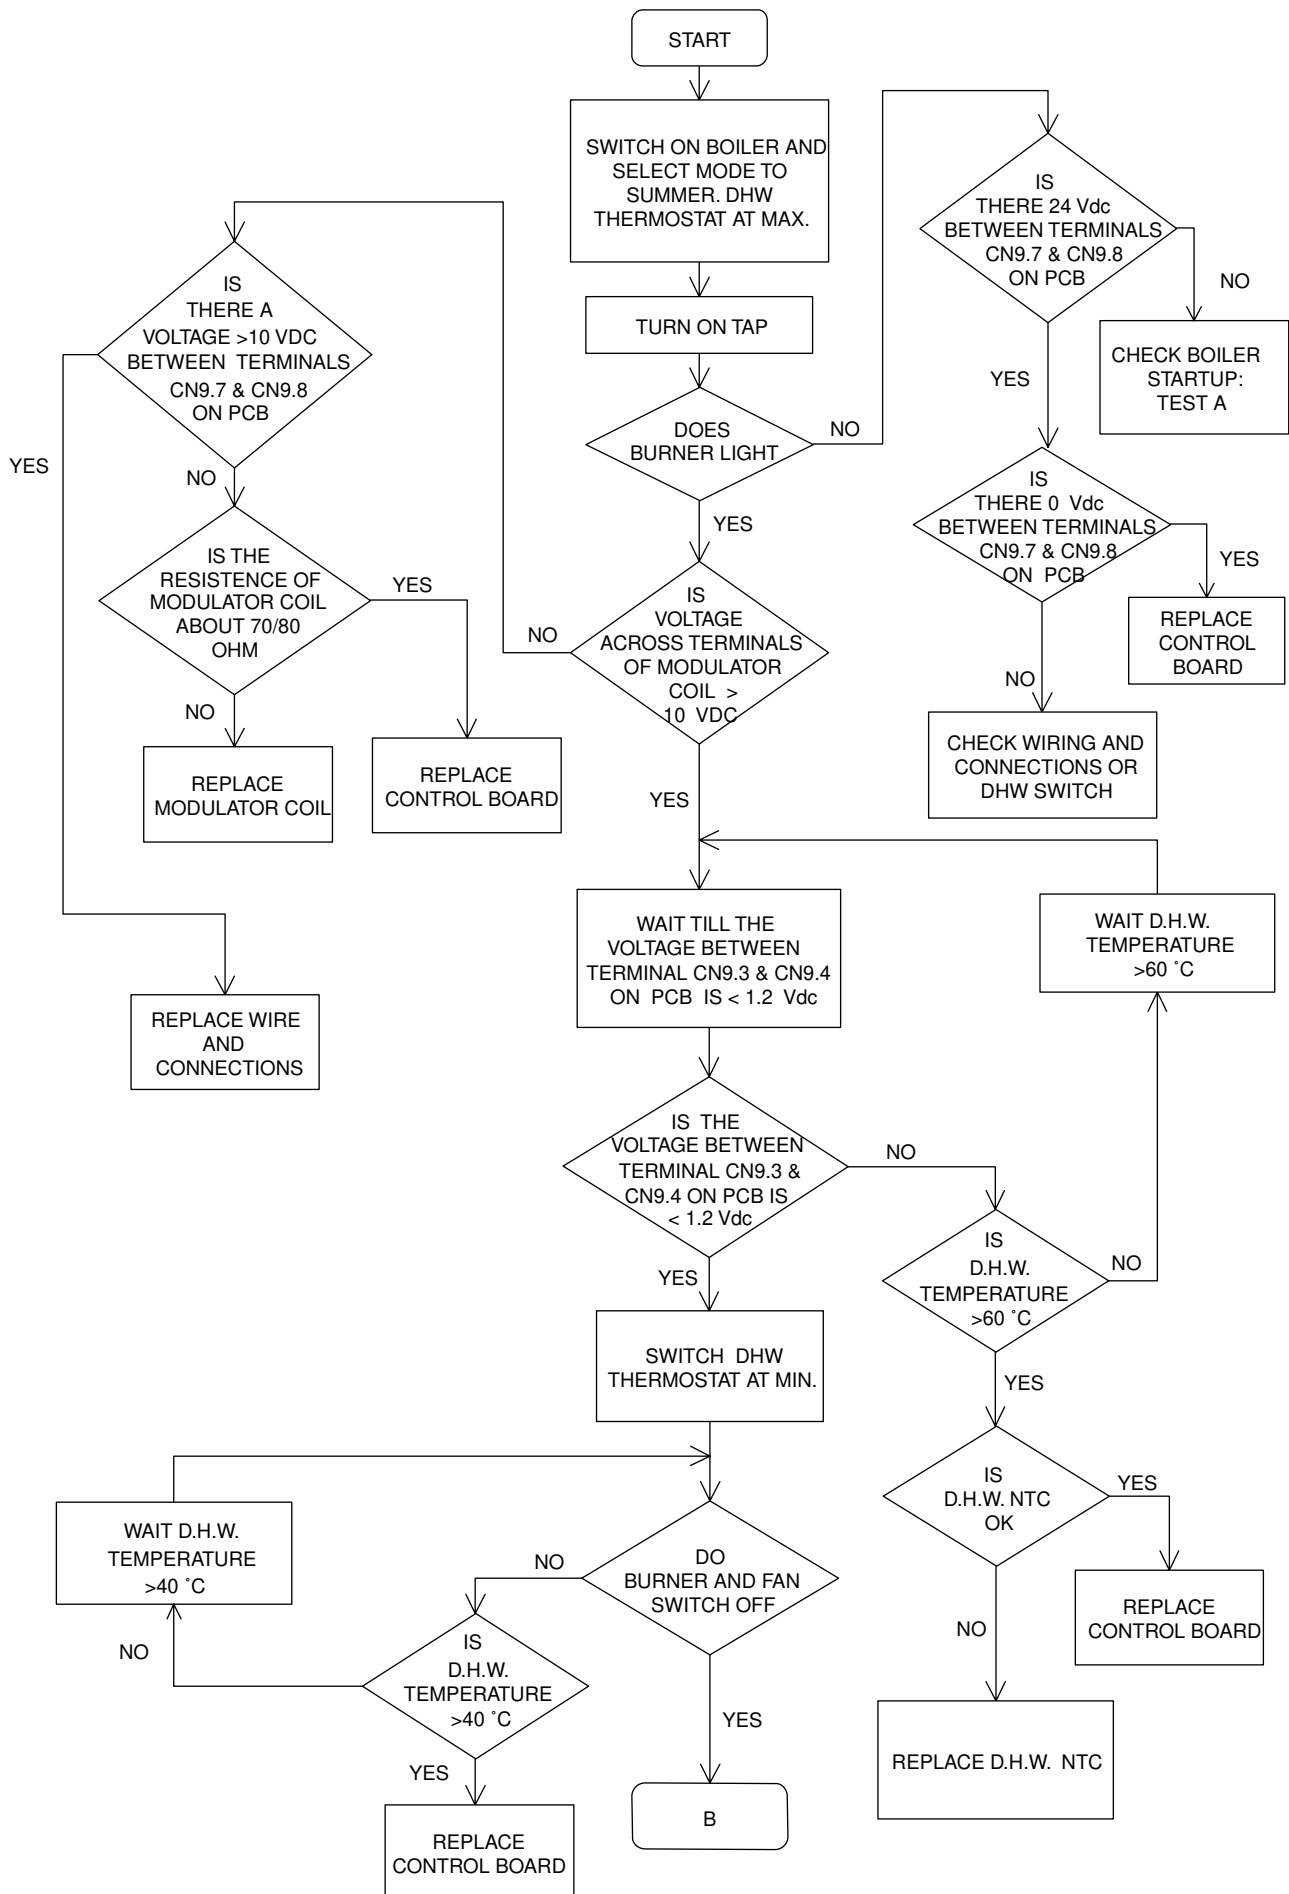 START
SWITCH ON BOILER AND
SELECT MODE TO
SUMMER. DHW
THERMOSTAT AT MAX.
TURN ON TAP
DOES
BURNER LIGHT
NO
YES
IS
THERE 24 Vdc
BETWEEN TERMINALS
CN9.7 & CN9.8
ON PCB
NO
CHECK BOILER
STARTUP:
TEST A
YES
IS
THERE 0 Vdc
BETWEEN TERMINALS
CN9.7 & CN9.8
ON PCB
YES
REPLACE
CONTROL
BOARD
NO
CHECK WIRING AND
CONNECTIONS OR
DHW SWITCH
IS
VOLTAGE
ACROSS TERMINALS
OF MODULATOR
COIL >
10 VDC
NO
YES
IS
THERE A
VOLTAGE >10 VDC
BETWEEN TERMINALS
CN9.7 & CN9.8
ON PCB
YES
NO
IS THE
RESISTENCE OF
MODULATOR COIL
ABOUT 70/80
OHM
YES
NO
REPLACE
MODULATOR COIL
REPLACE
CONTROL BOARD
REPLACE WIRE
AND
CONNECTIONS
WAIT TILL THE
VOLTAGE BETWEEN
TERMINAL CN9.3 & CN9.4
ON PCB IS < 1.2 Vdc
WAIT D.H.W.
TEMPERATURE
>60 ˚C
IS THE
VOLTAGE BETWEEN
TERMINAL CN9.3 &
CN9.4 ON PCB IS
< 1.2 Vdc
NO
YES
IS
D.H.W.
TEMPERATURE
>60 ˚C
NO
YES
SWITCH DHW
THERMOSTAT AT MIN.
IS
D.H.W. NTC
OK
YES
REPLACE
CONTROL BOARD
NO
REPLACE D.H.W. NTC
WAIT D.H.W.
TEMPERATURE
>40 ˚C
DO
BURNER AND FAN
SWITCH OFF
NO
YES
IS
D.H.W.
TEMPERATURE
>40 ˚C
NO
YES
REPLACE
CONTROL BOARD
B